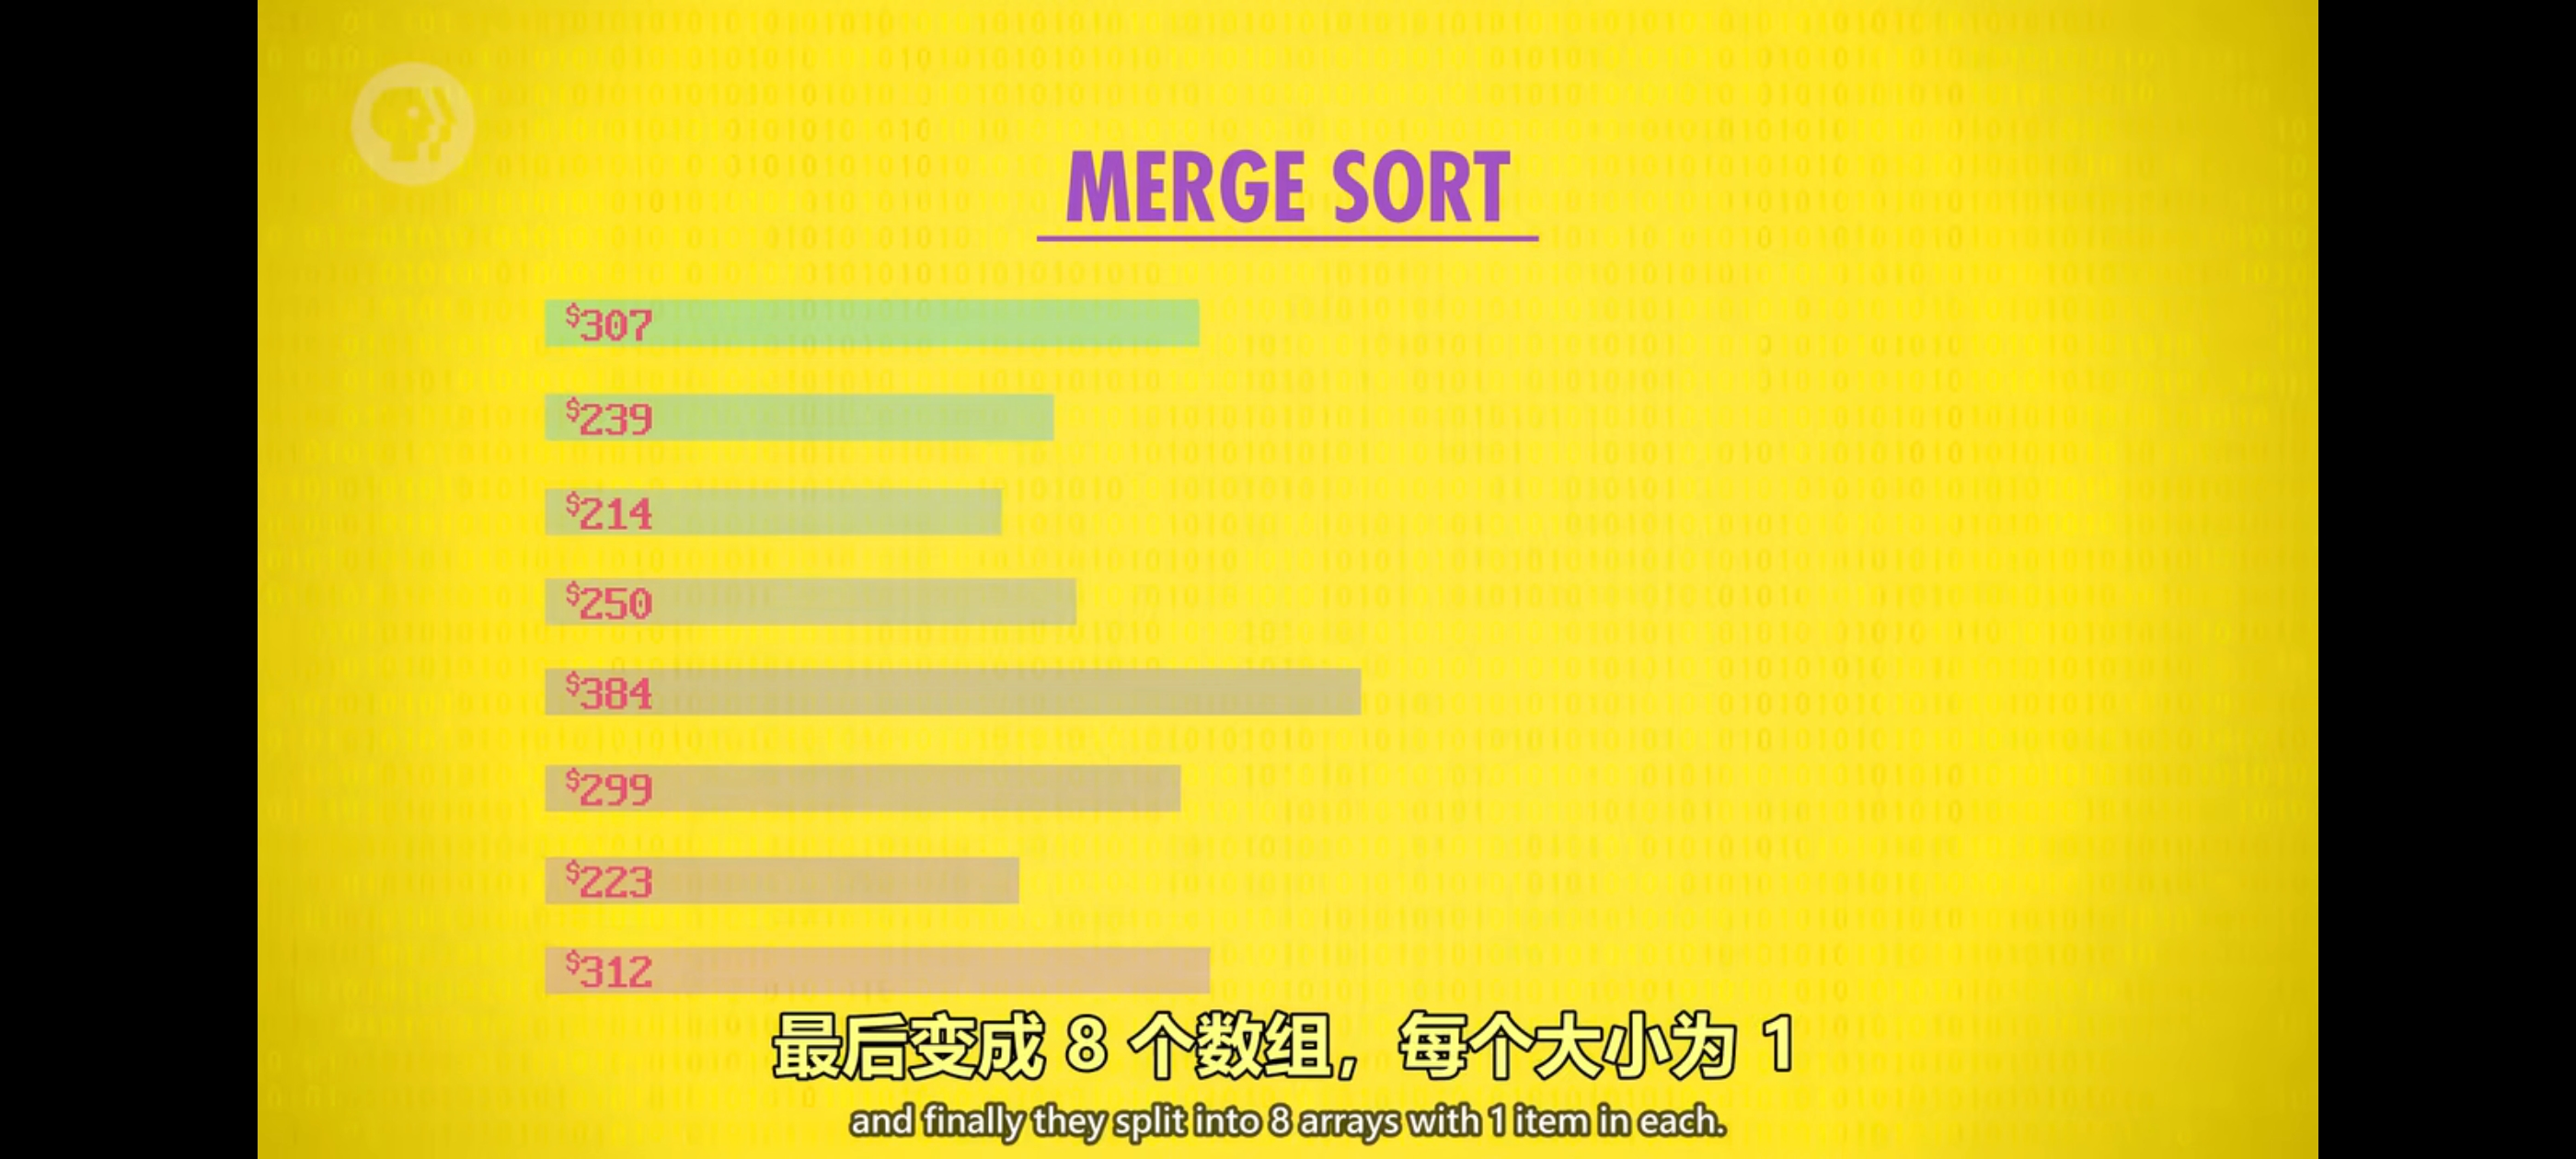 MERGE SORT
$307
$239
$214
$250
$384
$299
$223
$312
最后变成 8 个数组，每个大小为 1
and finally they split into 8 arrays with 1 item in each.